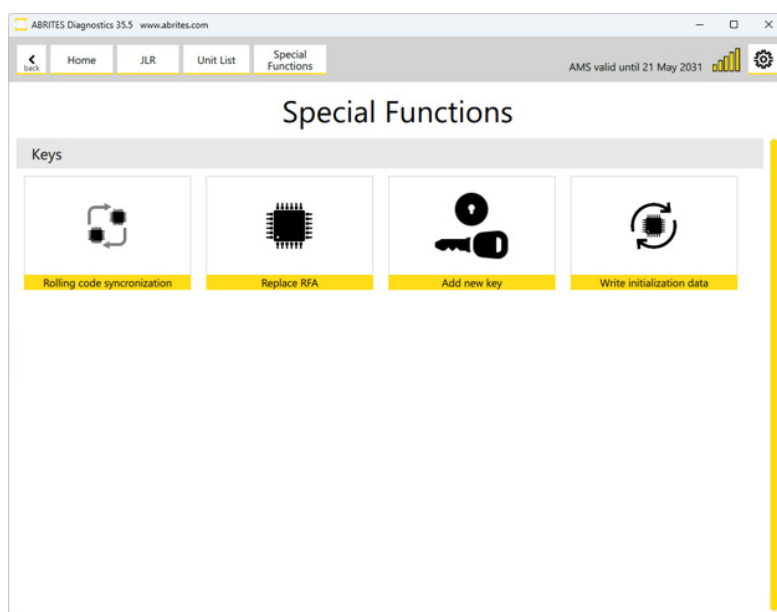 ABRITES Diagnostics 35.5 www.abrites.com
back
Home
JLR
Unit List
Special
Functions
AMS valid until 21 May 2031
Special Functions
Keys
Rolling code syncronization
Replace RFA
Add new key
Write initialization data